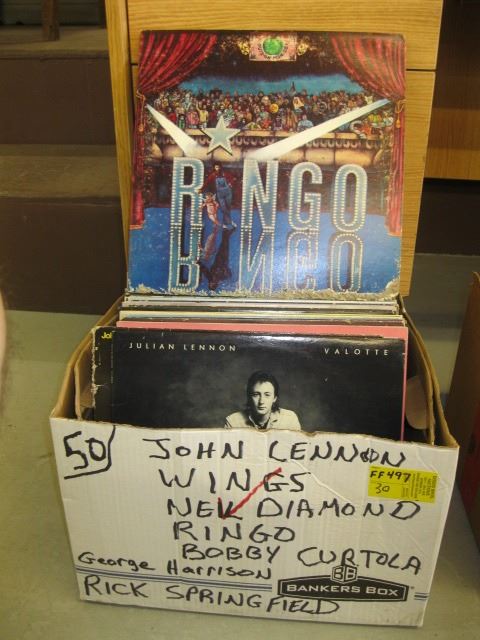 RINGO
JULIAN LENNON VALOTTE
50
JOHN LENNON
WINGS
NEIL DIAMOND
FF497
30
RINGO
BOBBY CURTOLA
George Harrison
BB
BANKERS BOX
RICK SPRINGFIELD